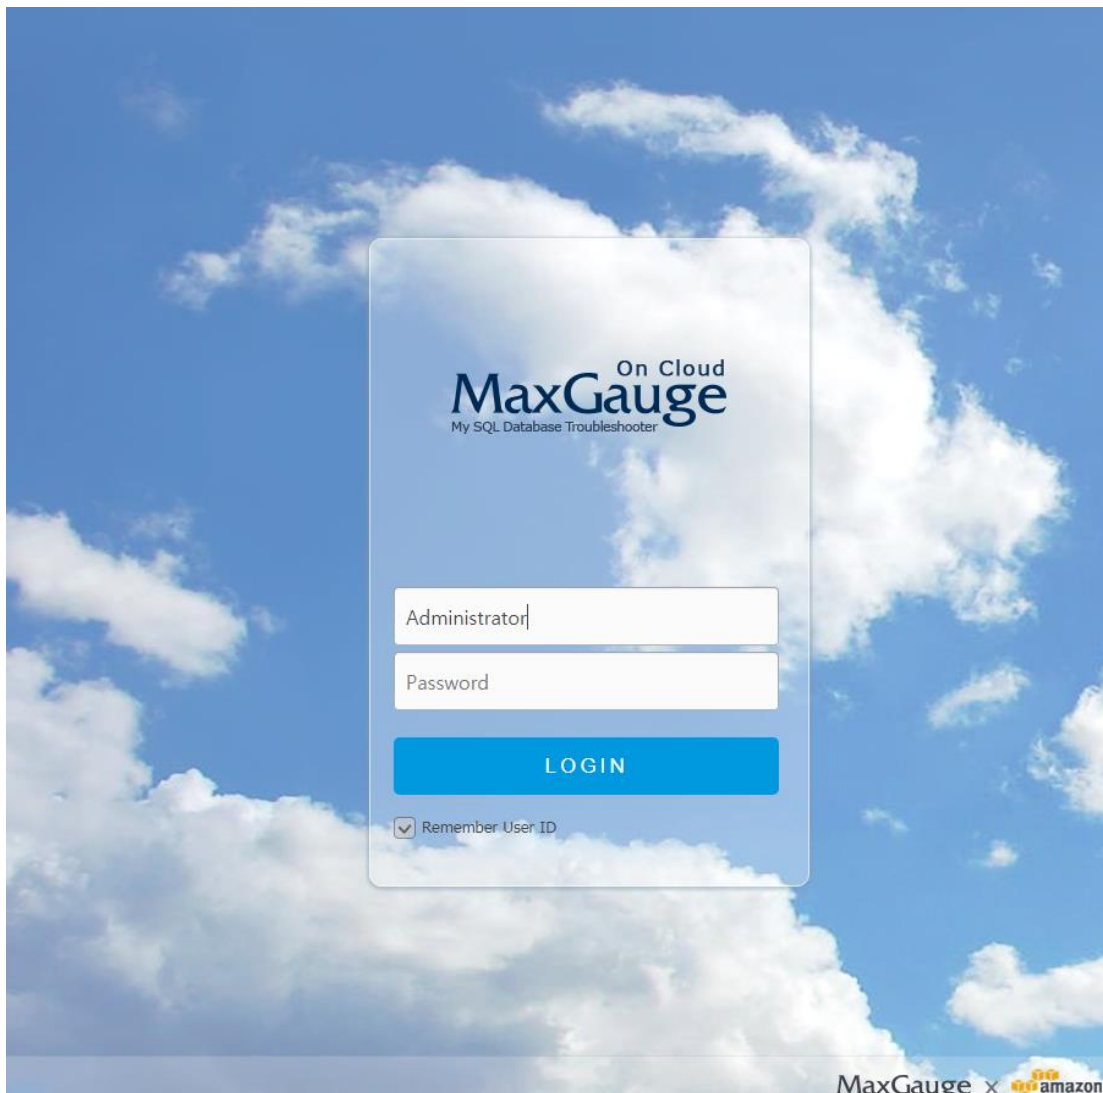 On Cloud
MaxGauge
My SQL Database Troubleshooter
Administrator
Password
LOGIN
Remember User ID
MaxGauge × amazon